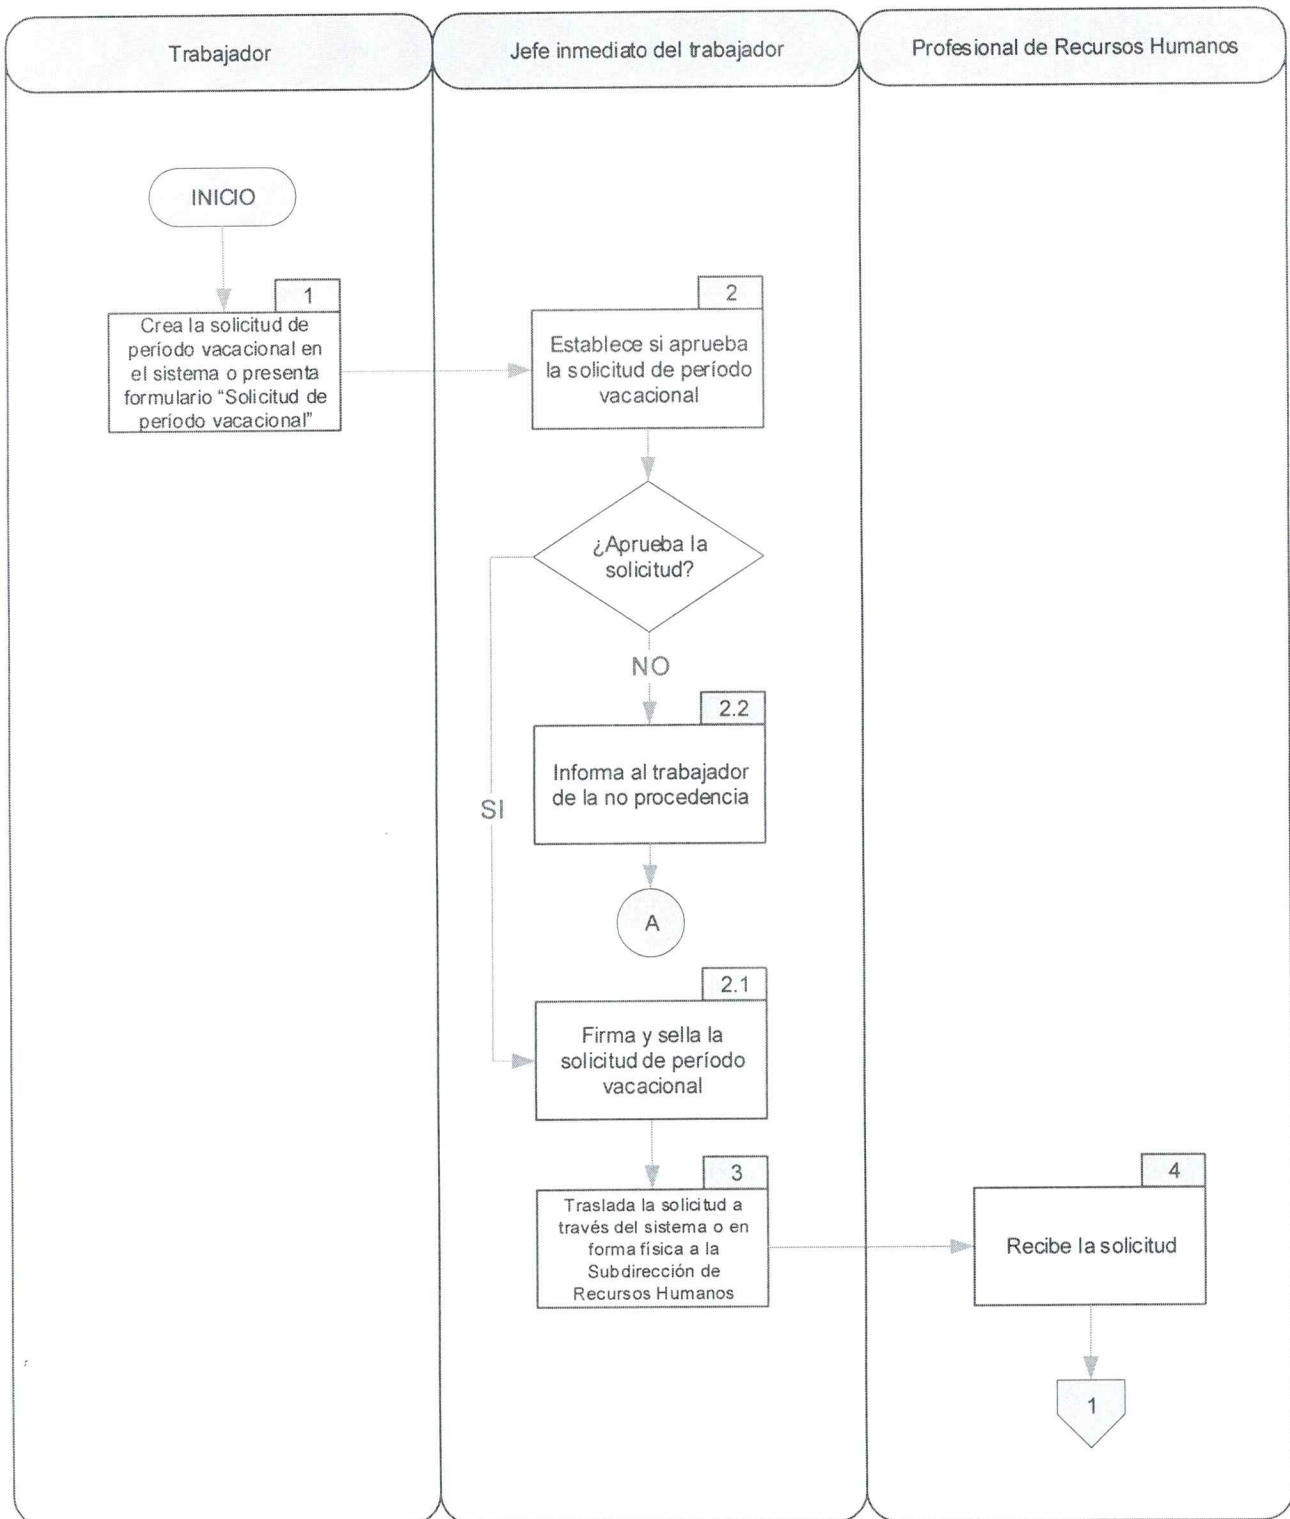 Trabajador
Jefe inmediato del trabajador
Profesional de Recursos Humanos
INICIO
1
Crea la solicitud de
período vacacional en
el sistema o presenta
formulario “Solicitud de
período vacacional”
2
Establece si aprueba
la solicitud de período
vacacional
¿Aprueba la
solicitud?
NO
2.2
Informa al trabajador
de la no procedencia
SI
A
2.1
Firma y sella la
solicitud de período
vacacional
3
Traslada la solicitud a
través del sistema o en
forma física a la
Subdirección de
Recursos Humanos
4
Recibe la solicitud
1